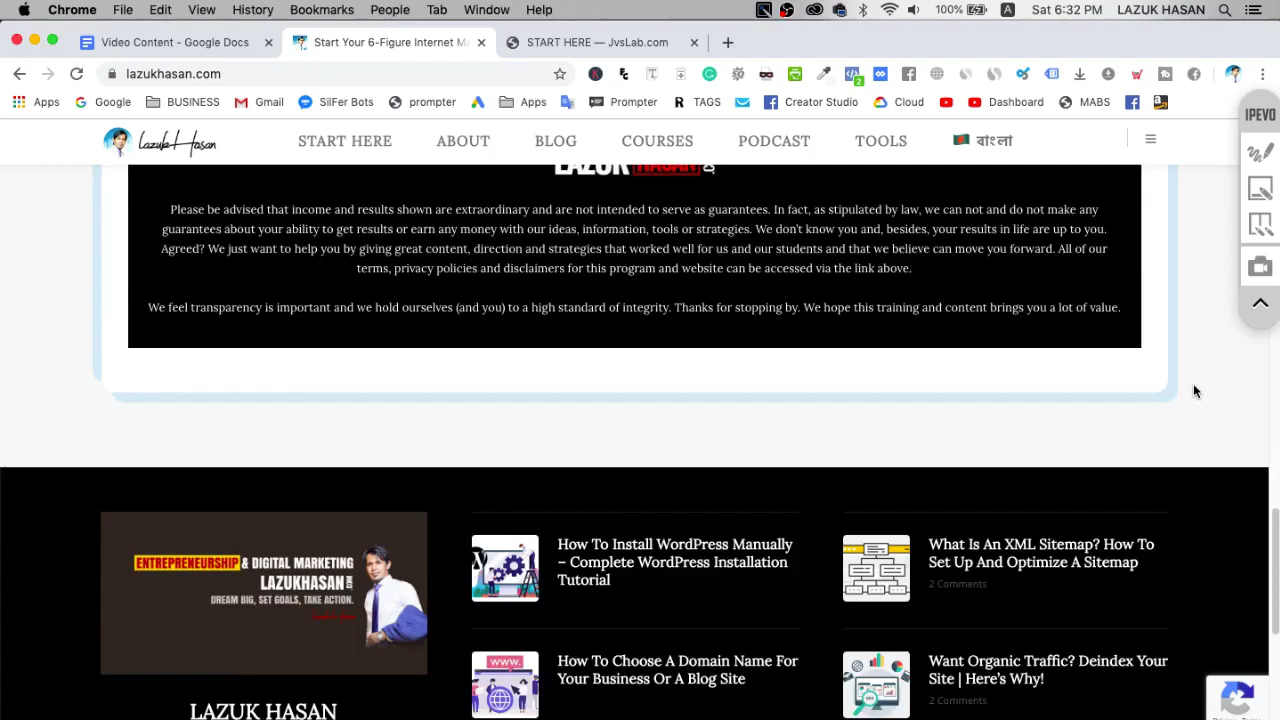 Chrome File Edit View History Bookmarks People Tab Window Help 100% A Sat 6:32 PM LAZUK HASAN
Video Content - Google Docs Start Your 6-Figure Internet Ma START HERE — JvsLab.com
lazukhasan.com
Apps Google BUSINESS Gmail SilFer Bots prompter Apps Prompter R TAGS Creator Studio Cloud Dashboard MABS
IPEVO
Lazuk Hasan START HERE ABOUT BLOG COURSES PODCAST TOOLS বাংলা
LAZUK HASAN
Please be advised that income and results shown are extraordinary and are not intended to serve as guarantees. In fact, as stipulated by law, we can not and do not make any
guarantees about your ability to get results or earn any money with our ideas, information, tools or strategies. We don't know you and, besides, your results in life are up to you.
Agreed? We just want to help you by giving great content, direction and strategies that worked well for us and our students and that we believe can move you forward. All of our
terms, privacy policies and disclaimers for this program and website can be accessed via the link above.
We feel transparency is important and we hold ourselves (and you) to a high standard of integrity. Thanks for stopping by. We hope this training and content brings you a lot of value.
ENTREPRENEURSHIP & DIGITAL MARKETING
LAZUKHASAN
DREAM BIG, SET GOALS, TAKE ACTION.
LAZUK HASAN
How To Install WordPress Manually
– Complete WordPress Installation
Tutorial
www.
How To Choose A Domain Name For
Your Business Or A Blog Site
What Is An XML Sitemap? How To
Set Up And Optimize A Sitemap
2 Comments
Want Organic Traffic? Deindex Your
Site | Here's Why!
2 Comments